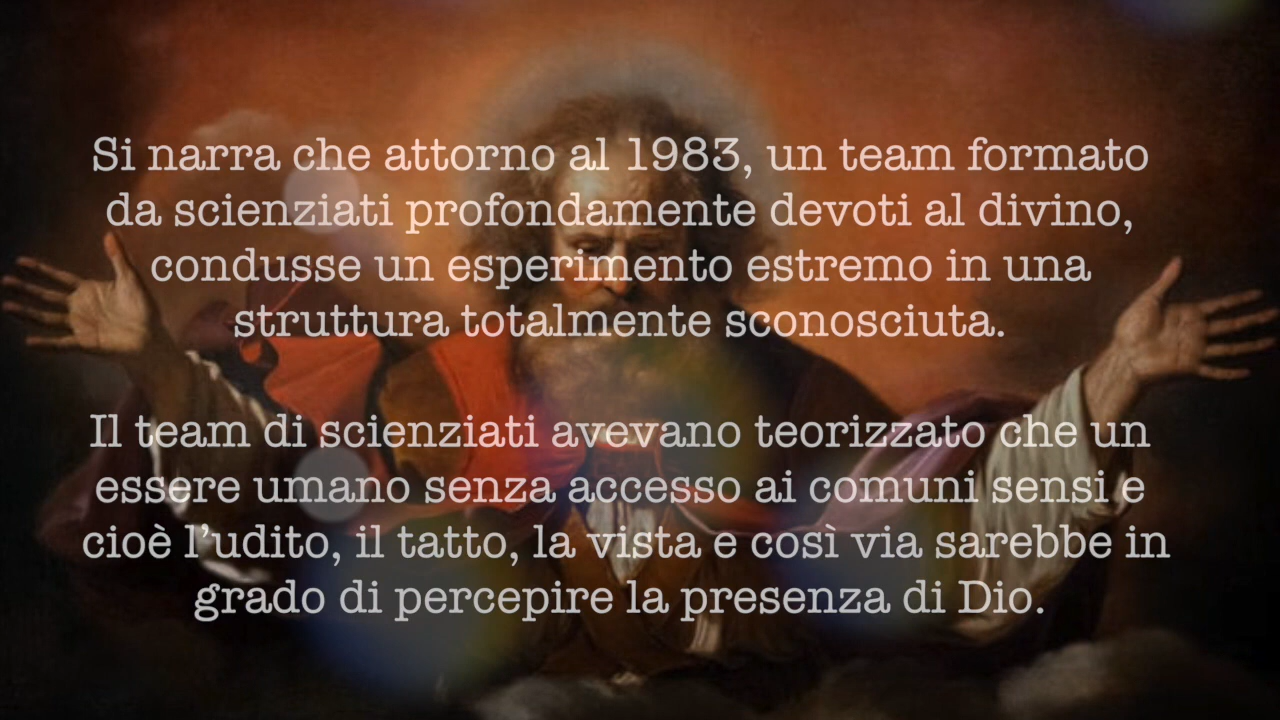 Si narra che attorno al 1983, un team formato
da scienziati profondamente devoti al divino,
condusse un esperimento estremo in una
struttura totalmente sconosciuta.
Il team di scienziati avevano teorizzato che un
essere umano senza accesso ai comuni sensi e
cioè l’udito, il tatto, la vista e così via sarebbe in
grado di percepire la presenza di Dio.